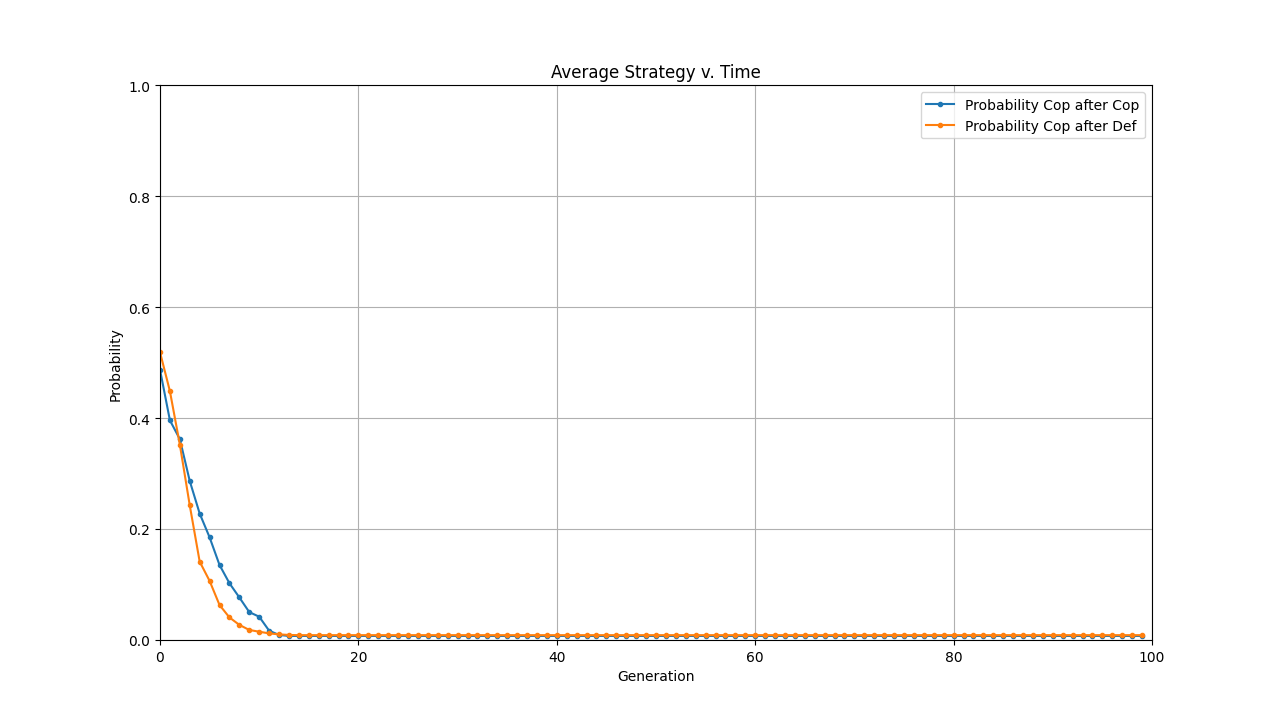 Average Strategy v. Time
1.0
0.8
0.6
0.4
0.2
0.0
Probability
Probability Cop after Cop
Probability Cop after Def
0 20 40 60 80 100
Generation